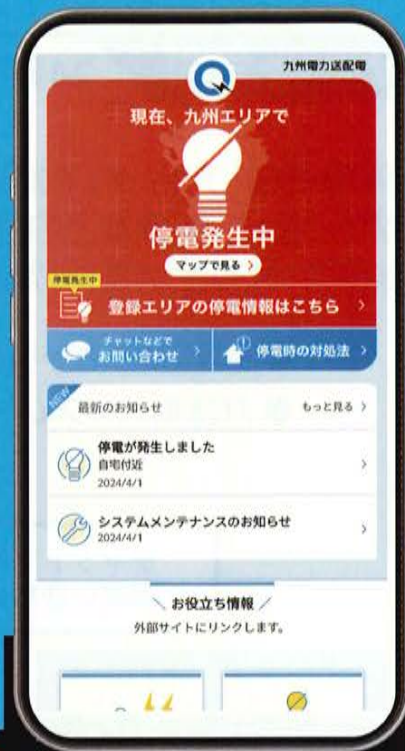 九州電力送配電
現在、九州エリアで
停電発生中
マップで見る
停電発生中
登録エリアの停電情報はこちら
チャットなどで
お問い合わせ
停電時の対処法
NEW
最新のお知らせ
もっと見る
停電が発生しました
自宅付近
2024/4/1
システムメンテナンスのお知らせ
2024/4/1
お役立ち情報
外部サイトにリンクします。